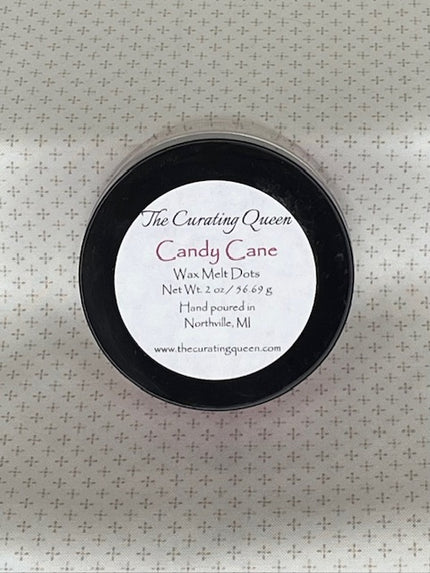 The Curating Queen
Candy Cane
Wax Melt Dots
Net Wt. 2 oz / 56.69 g
Hand poured in
Northville, MI
www.thecuratingqueen.com